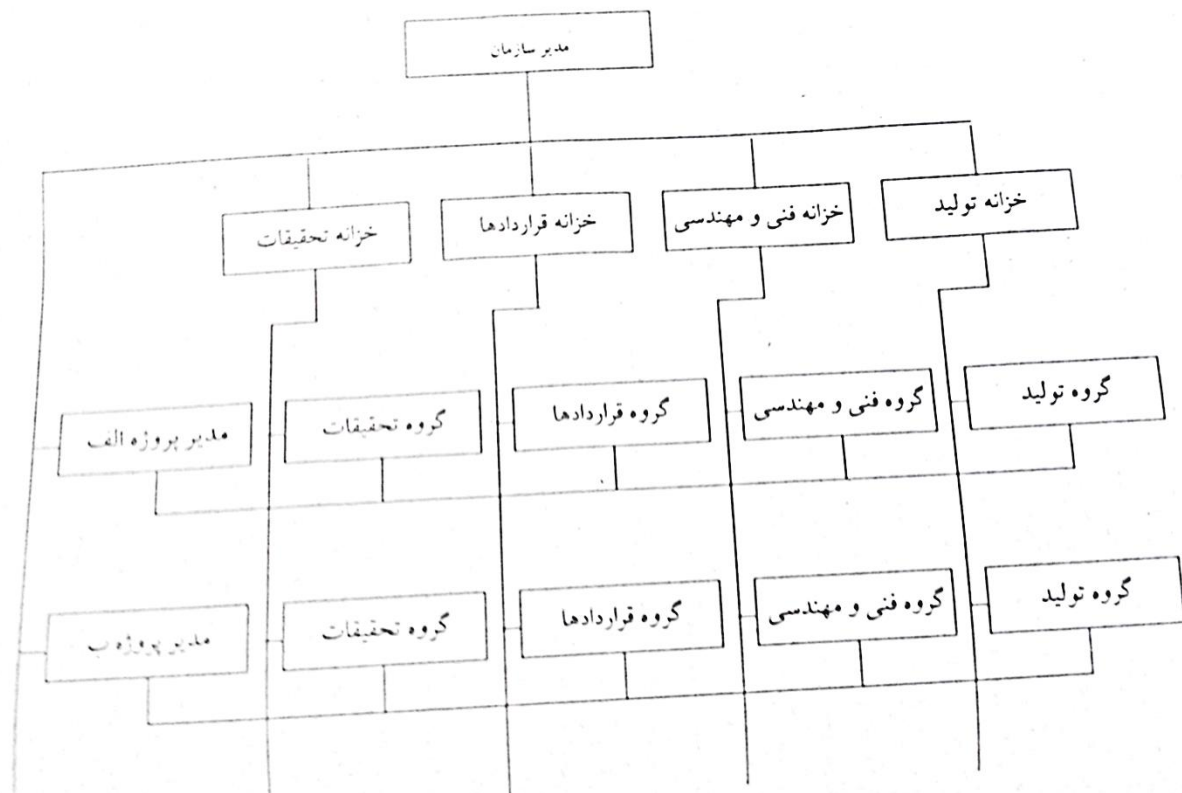 مدیر سازمان
خزانه تولید
خزانه فنی و مهندسی
خزانه قراردادها
خزانه تحقیقات
گروه تولید
گروه فنی و مهندسی
گروه قراردادها
گروه تحقیقات
مدیر پروژه الف
گروه تولید
گروه فنی و مهندسی
گروه قراردادها
گروه تحقیقات
مدیر پروژه ب